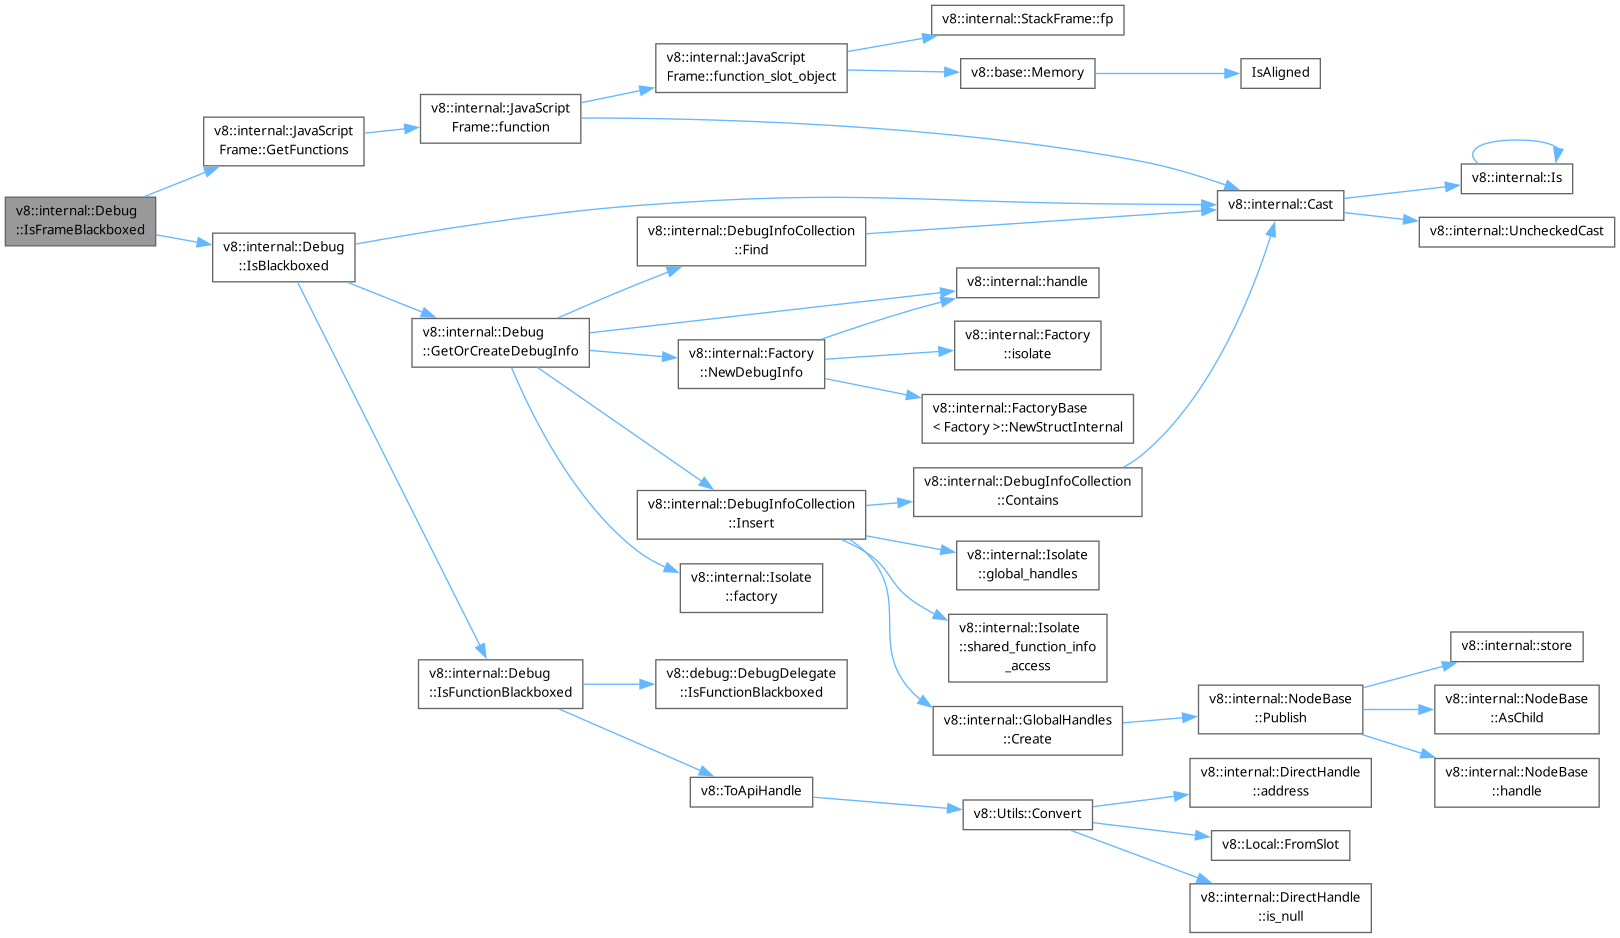 v8::internal::Debug
::IsFrameBlackboxed
v8::internal::JavaScript
Frame::GetFunctions
v8::internal::JavaScript
Frame::function
v8::internal::JavaScript
Frame::function_slot_object
v8::internal::StackFrame::fp
v8::base::Memory
IsAligned
v8::internal::Cast
v8::internal::Is
v8::internal::UncheckedCast
v8::internal::Debug
::IsBlackboxed
v8::internal::Debug
::GetOrCreateDebugInfo
v8::internal::DebugInfoCollection
::Find
v8::internal::handle
v8::internal::Factory
::NewDebugInfo
v8::internal::Factory
::isolate
v8::internal::FactoryBase
< Factory >::NewStructInternal
v8::internal::DebugInfoCollection
::Insert
v8::internal::DebugInfoCollection
::Contains
v8::internal::Isolate
::global_handles
v8::internal::Isolate
::shared_function_info
_access
v8::internal::GlobalHandles
::Create
v8::internal::NodeBase
::Publish
v8::internal::store
v8::internal::NodeBase
::AsChild
v8::internal::NodeBase
::handle
v8::internal::Isolate
::factory
v8::internal::Debug
::IsFunctionBlackboxed
v8::debug::DebugDelegate
::IsFunctionBlackboxed
v8::ToApiHandle
v8::Utils::Convert
v8::internal::DirectHandle
::address
v8::Local::FromSlot
v8::internal::DirectHandle
::is_null